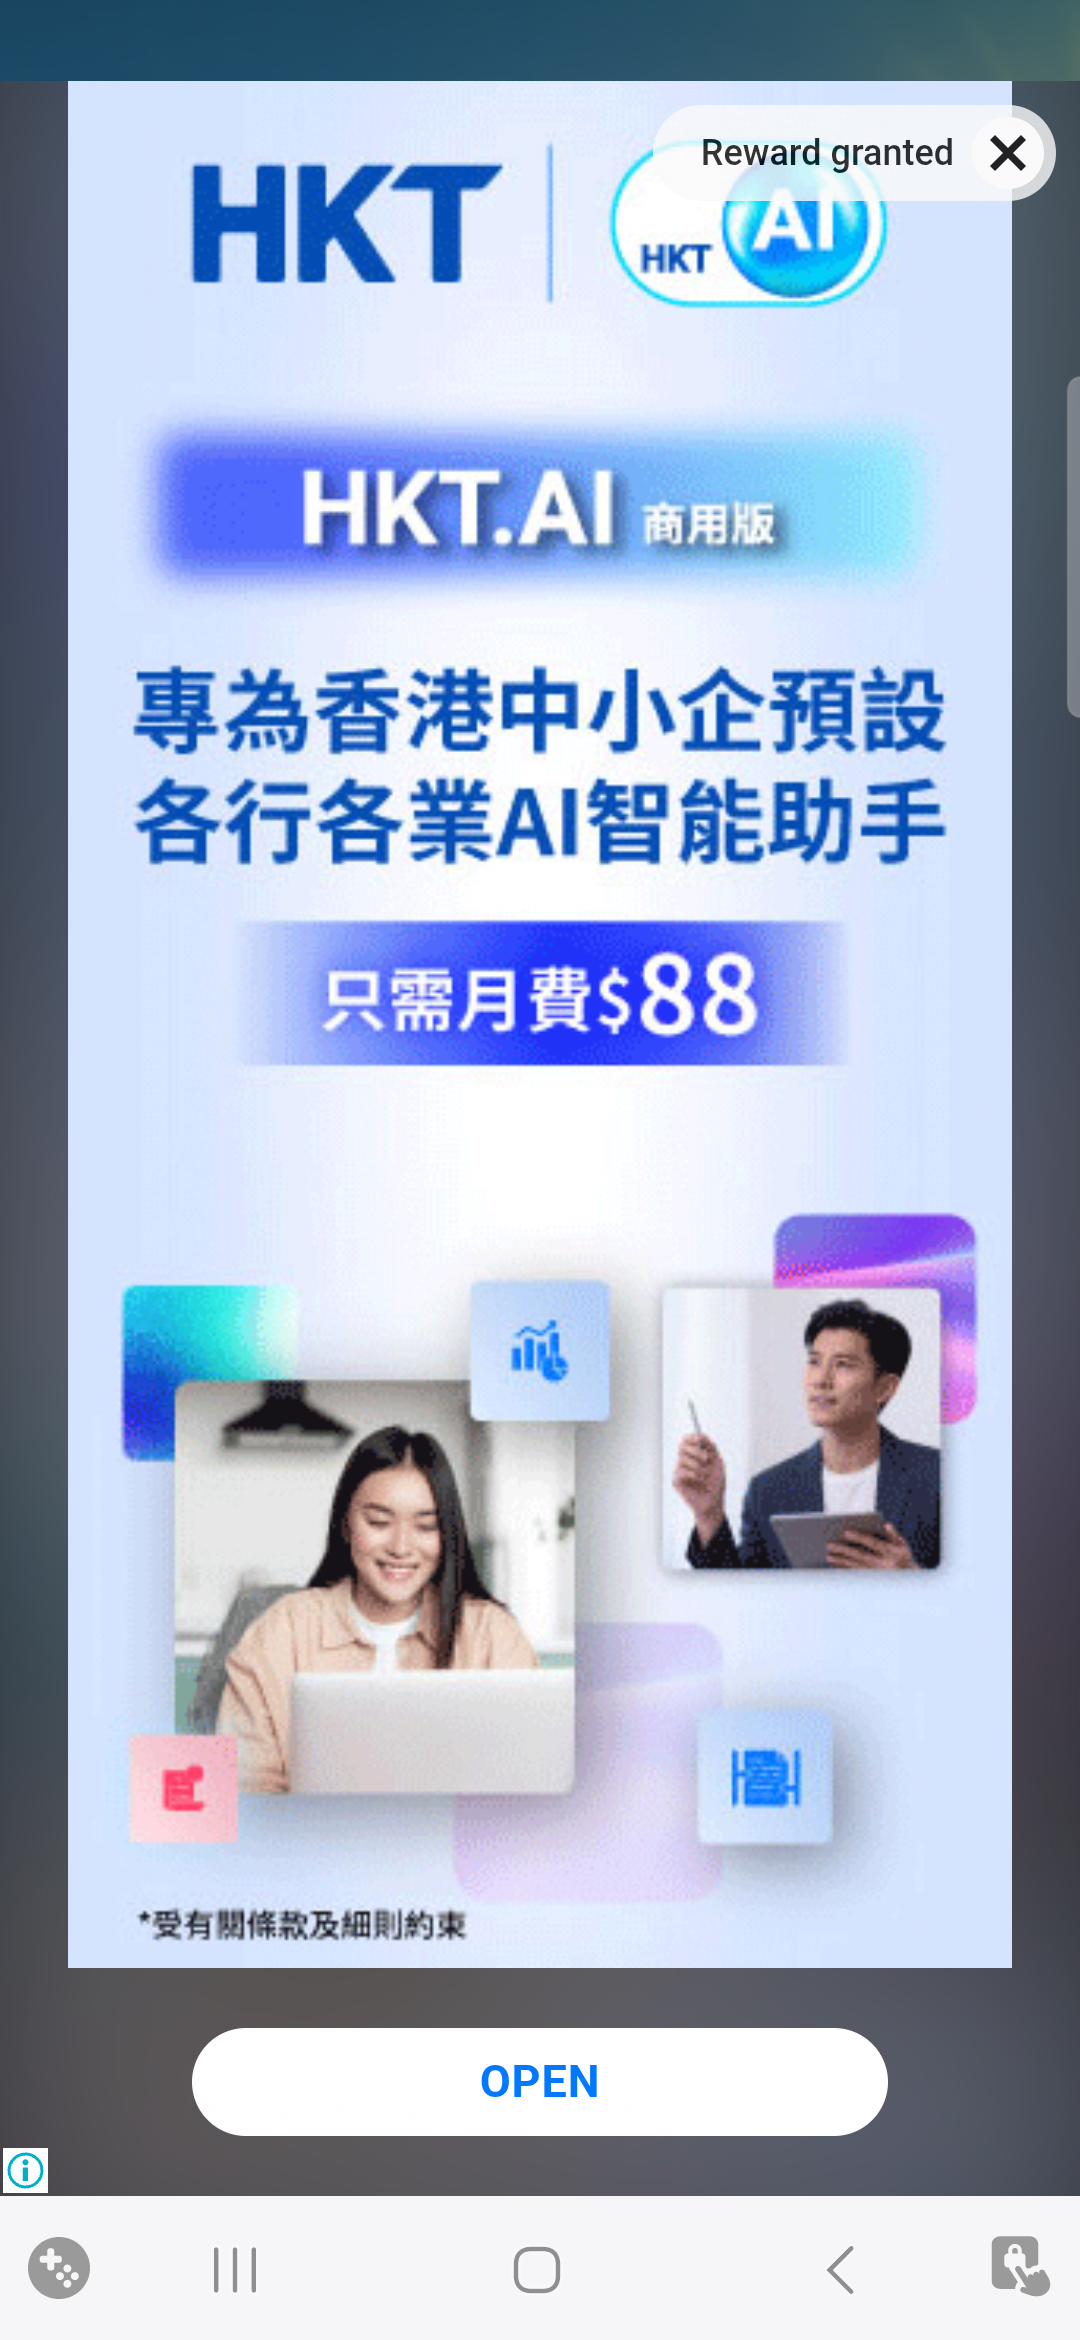 Reward granted
HKT
HKT AI
HKT.AI 商用版
專為香港中小企預設
各行各業AI智能助手
只需月費$88
*受有關條款及細則約束
OPEN